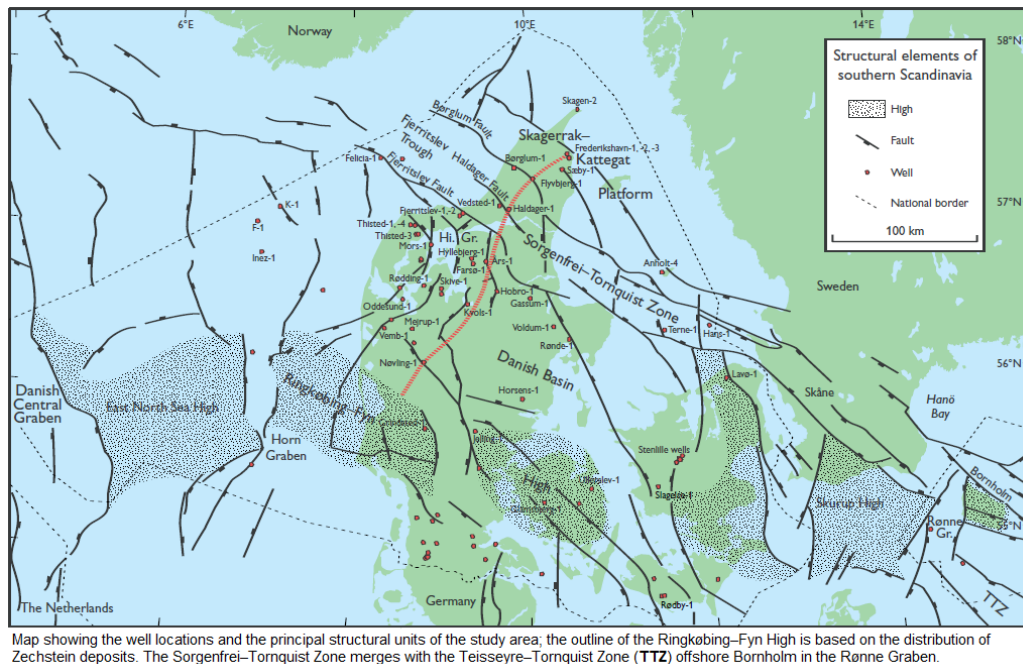 6°E
10°E
14°E
Norway
58°N
Structural elements of
southern Scandinavia
High
Fault
Well
National border
100 km
Skagen-2
Børglum Fault
Skagerrak–
Kattegat
Platform
Fjerritslev
Trough
Haldager Fault
Fjerritslev Fault
Frederikshavn-1, -2, -3
Felicia-1
Børglum-1
Sæby-1
Flyvbjerg-1
57°N
K-1
F-1
Inez-1
Vedsted-1
Haldager-1
Fjerritslev-1,-2
Thisted-1, -4
Thisted-3
Mors-1
Hi. Gr.
Hyllebjerg-1
Farsø-1
Års-1
Sorgenfrei–Tornquist Zone
Anholt-4
Sweden
Rødding-1
Skive-1
Hobro-1
Gassum-1
Oddesund-1
Kvols-1
Mejrup-1
Vemb-1
Voldum-1
Terne-1
Hans-1
Rønde-1
Nøvling-1
Danish
Basin
56°N
Lavø-1
Skåne
Hanö
Bay
Danish
Central
Graben
East North Sea High
Ringkøbing–Fyn
High
Horsens-1
Grindsted-1
Horn
Graben
Jelling-1
Stenlille wells
Ullerslev-1
Slagelse-1
Glamsbjerg-1
Skurup High
Bornholm
55°N
Rønne
Gr.
Rødby-1
The Netherlands
Germany
TTZ
Map showing the well locations and the principal structural units of the study area; the outline of the Ringkøbing–Fyn High is based on the distribution of
Zechstein deposits. The Sorgenfrei–Tornquist Zone merges with the Teisseyre–Tornquist Zone (TTZ) offshore Bornholm in the Rønne Graben.